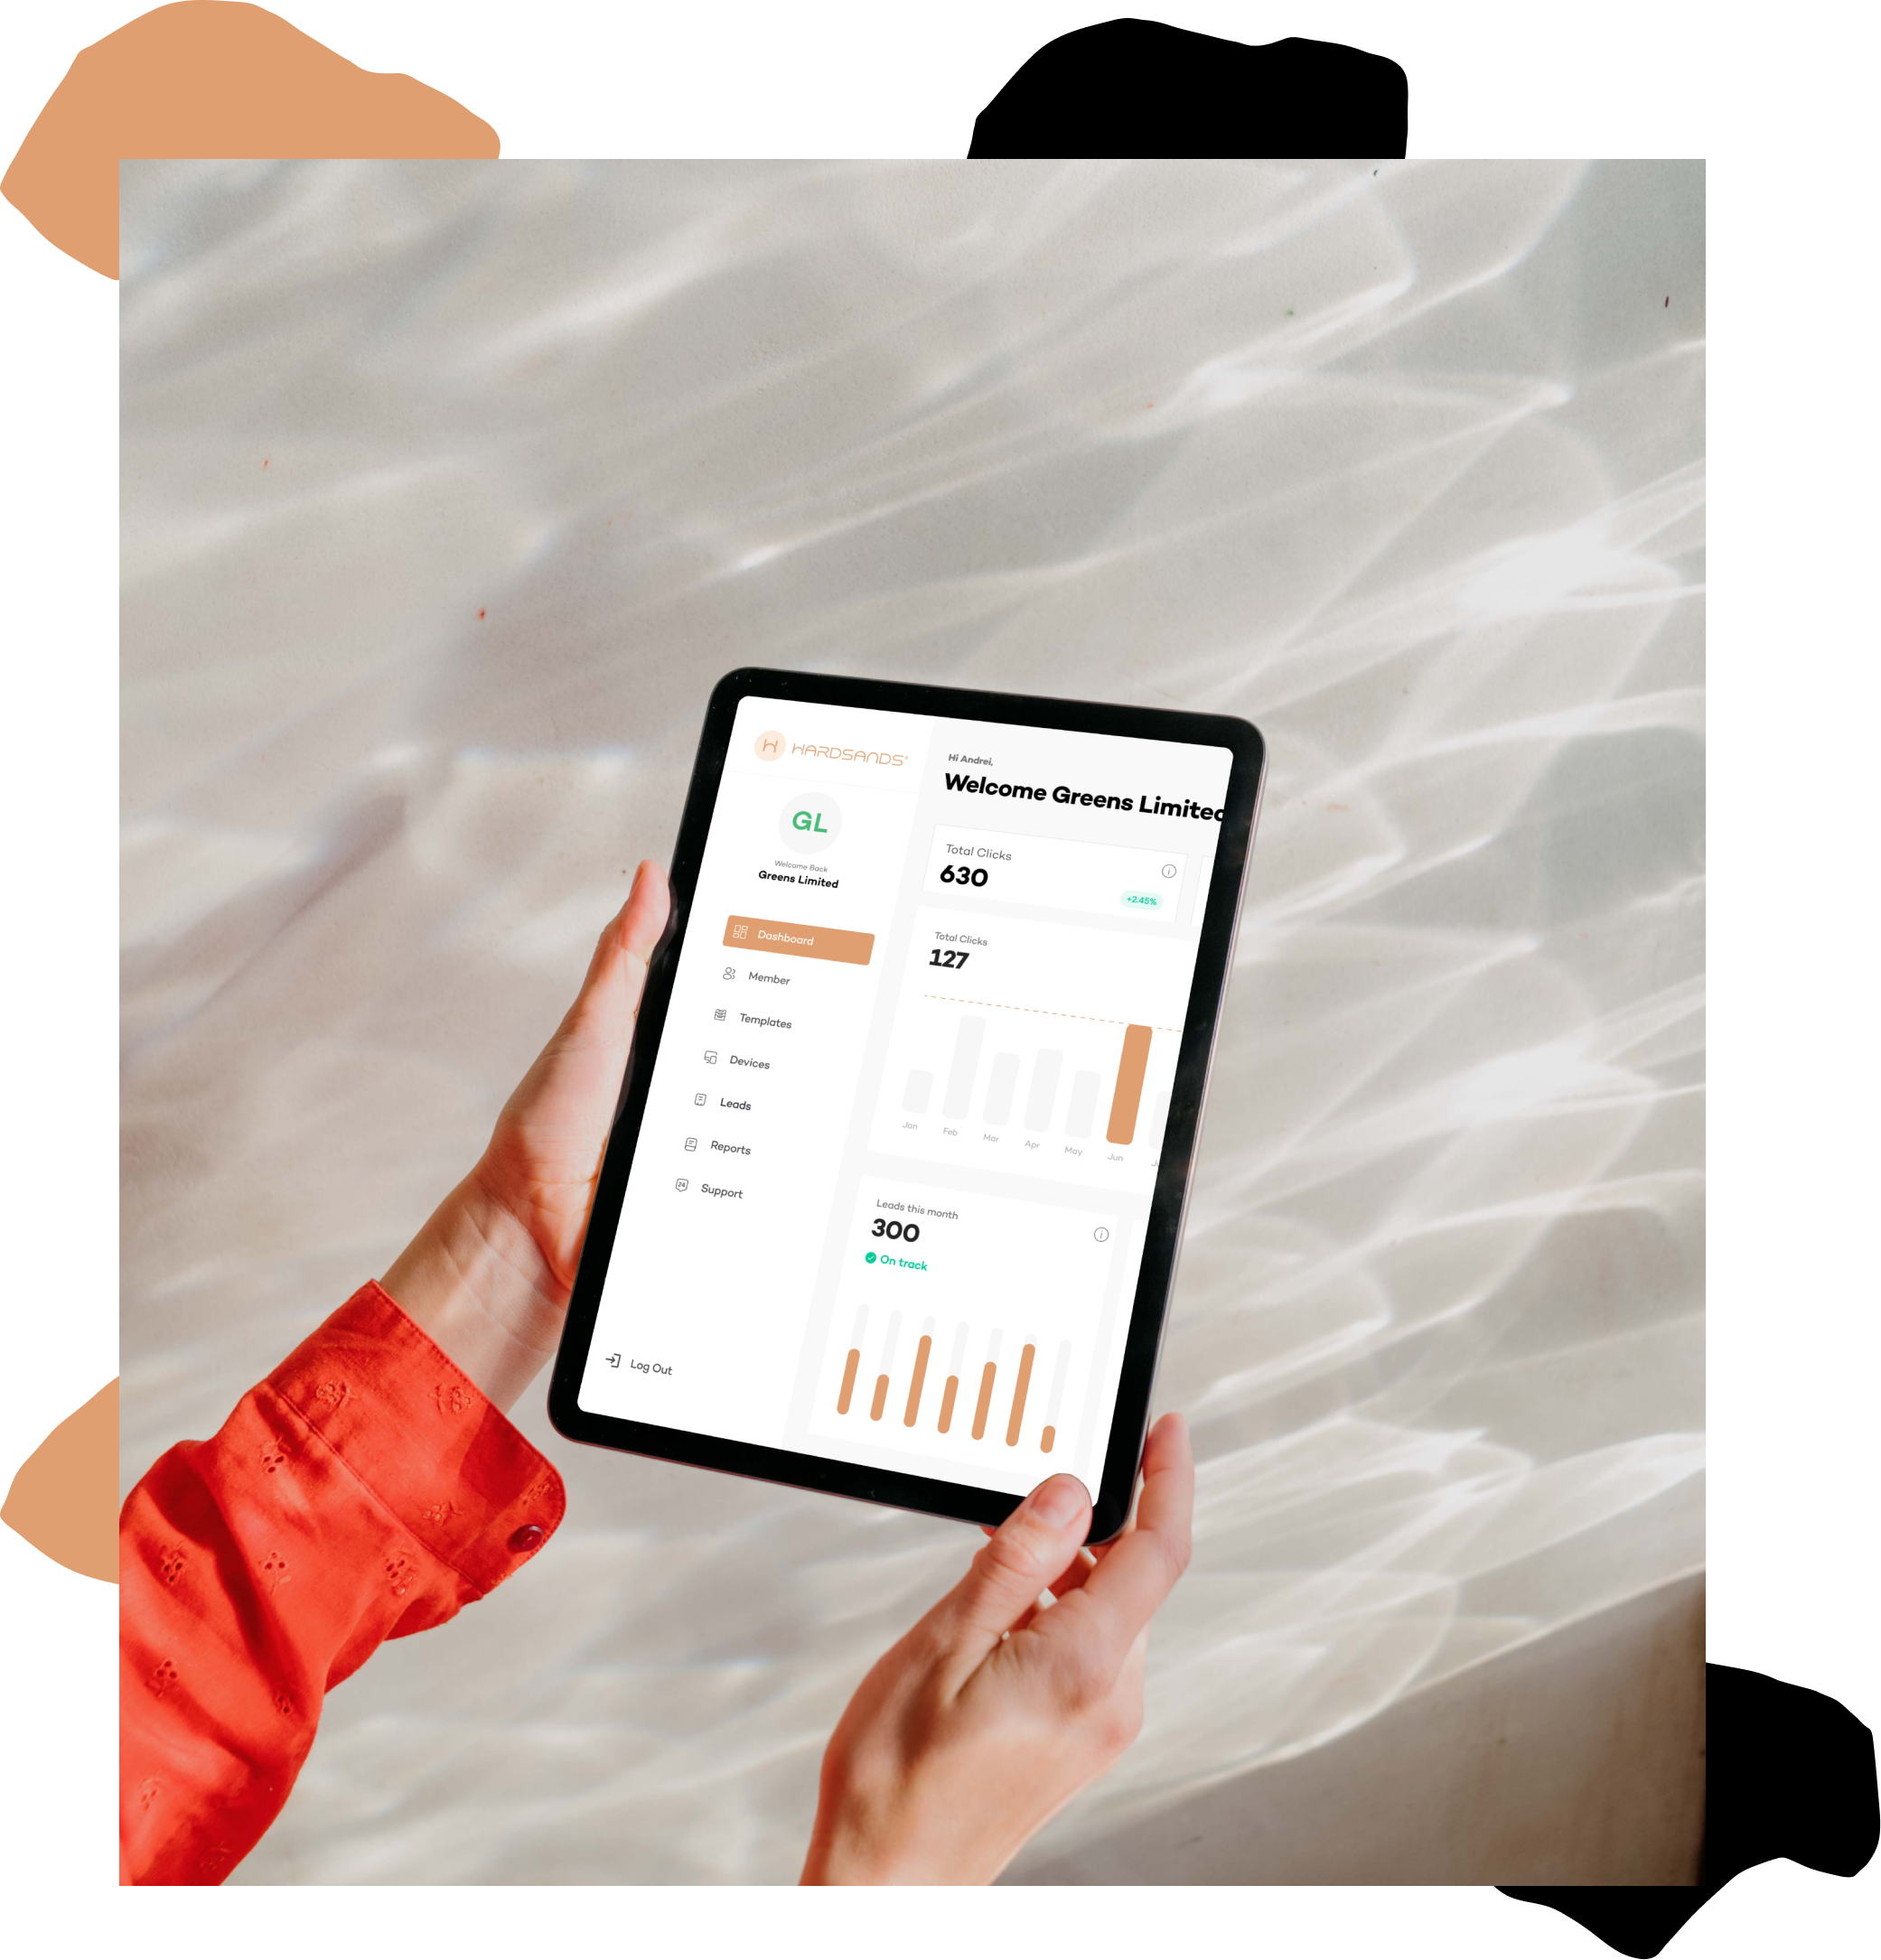 HARDSANDS
GL
Welcome Back
Greens Limited
Dashboard
Member
Templates
Devices
Leads
Reports
24
Support
Log Out
Hi Andrei,
Welcome Greens Limited
Total Clicks
630
+2.45%
Total Clicks
127
Jan Feb Mar Apr May Jun
Leads this month
300
On track